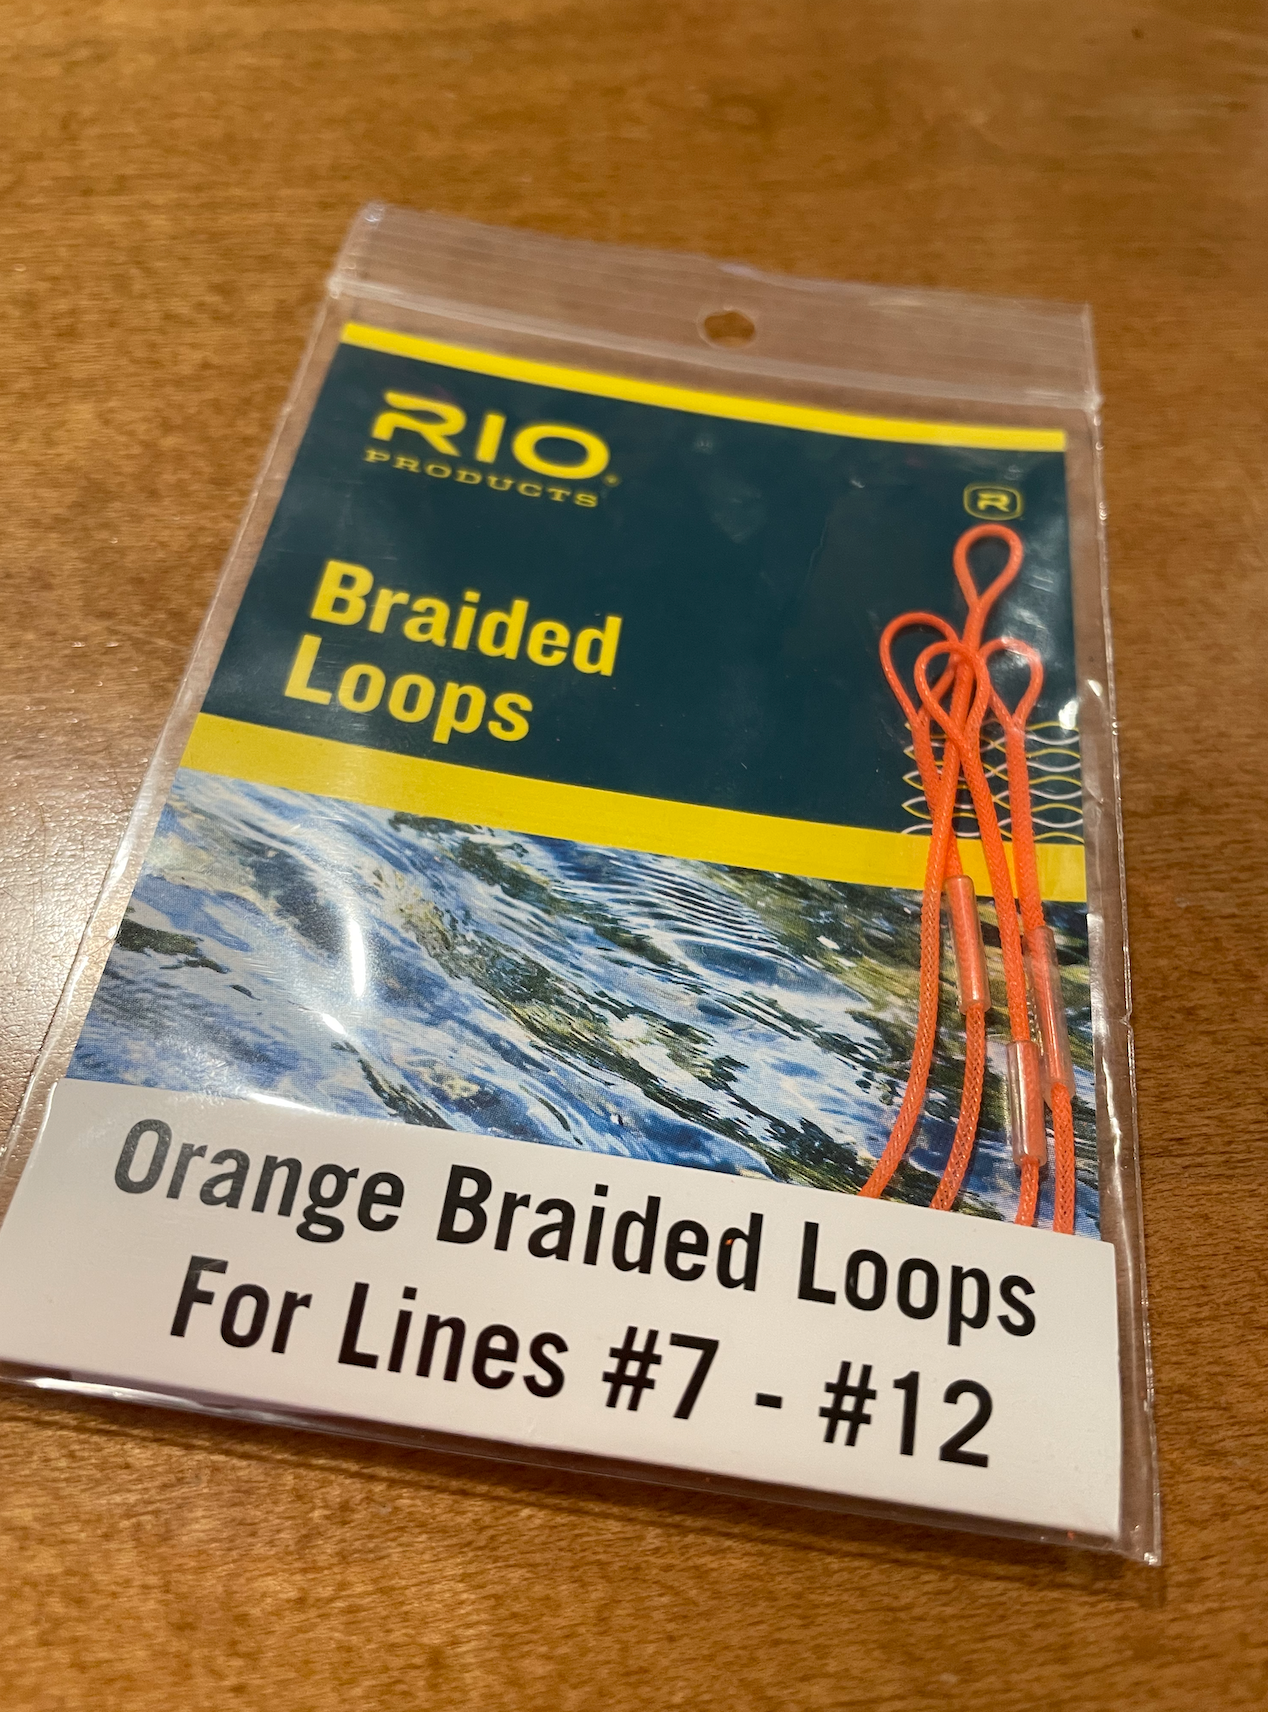 RIO®
PRODUCTS
R
Braided
Loops
Orange Braided Loops
For Lines #7 - #12